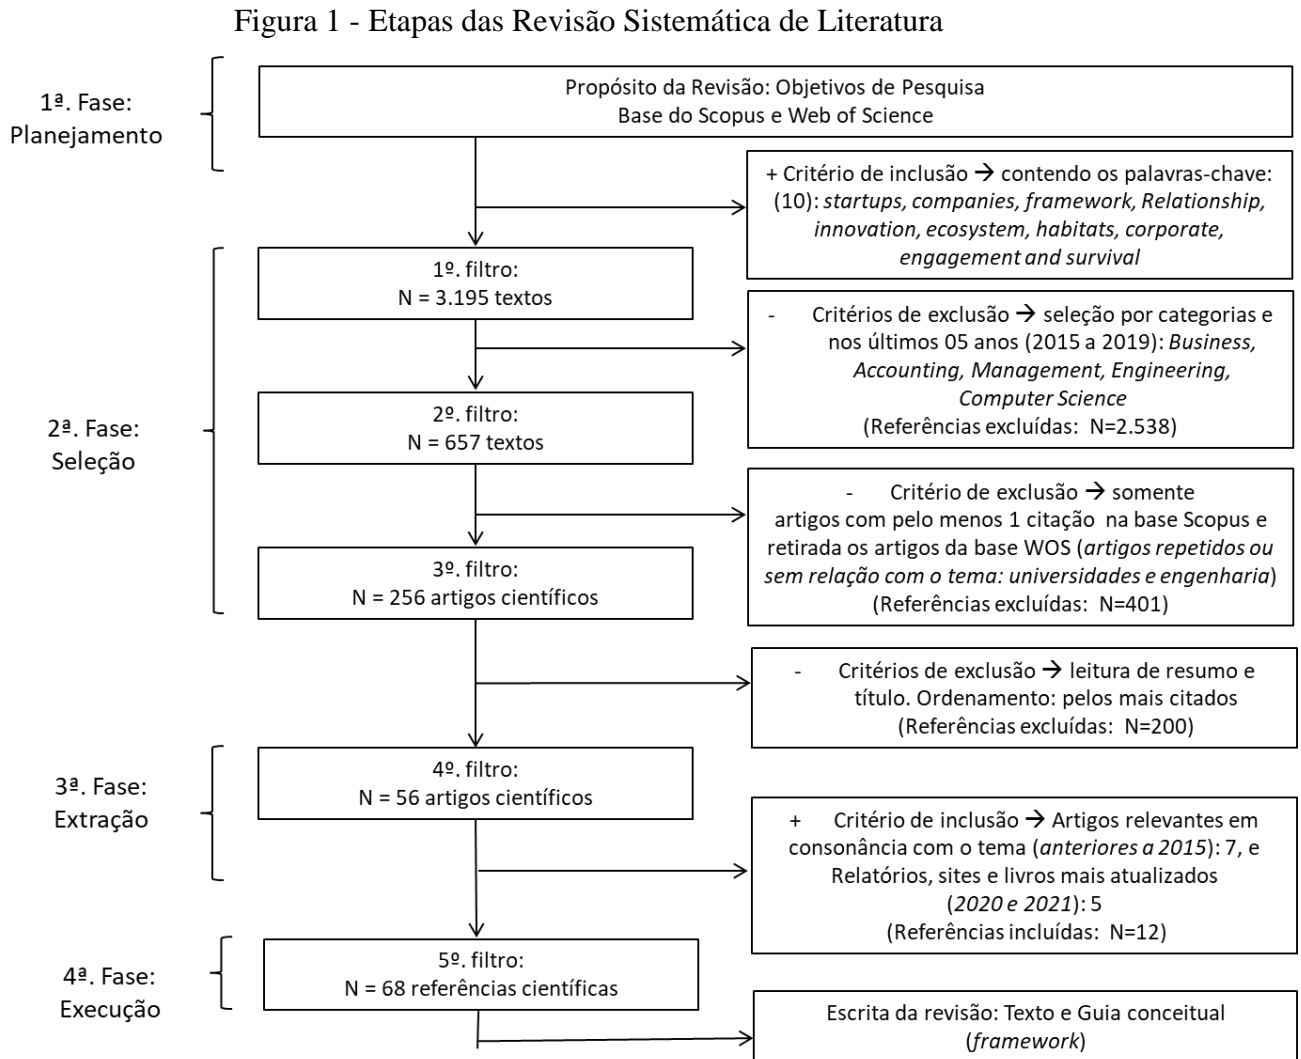 Figura 1 - Etapas das Revisão Sistemática de Literatura
1ª. Fase:
Planejamento
Propósito da Revisão: Objetivos de Pesquisa
Base do Scopus e Web of Science
+ Critério de inclusão → contendo os palavras-chave:
(10): startups, companies, framework, Relationship,
innovation, ecosystem, habitats, corporate,
engagement and survival
2ª. Fase:
Seleção
1º. filtro:
N = 3.195 textos
- Critérios de exclusão → seleção por categorias e
nos últimos 05 anos (2015 a 2019): Business,
Accounting, Management, Engineering,
Computer Science
(Referências excluídas: N=2.538)
2º. filtro:
N = 657 textos
- Critério de exclusão → somente
artigos com pelo menos 1 citação na base Scopus e
retirada os artigos da base WOS (artigos repetidos ou
sem relação com o tema: universidades e engenharia)
(Referências excluídas: N=401)
3º. filtro:
N = 256 artigos científicos
- Critérios de exclusão → leitura de resumo e
título. Ordenamento: pelos mais citados
(Referências excluídas: N=200)
3ª. Fase:
Extração
4º. filtro:
N = 56 artigos científicos
+ Critério de inclusão → Artigos relevantes em
consonância com o tema (anteriores a 2015): 7, e
Relatórios, sites e livros mais atualizados
(2020 e 2021): 5
(Referências incluídas: N=12)
4ª. Fase:
Execução
5º. filtro:
N = 68 referências científicas
Escrita da revisão: Texto e Guia conceitual
(framework)